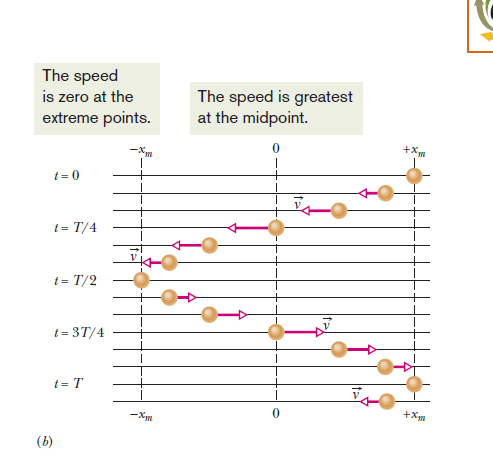 The speed
is zero at the
extreme points.
The speed is greatest
at the midpoint.
−xm 0 +xm
t = 0
v
t = T/4
v
t = T/2
t = 3T/4 v
t = T
v
−xm 0 +xm
(b)